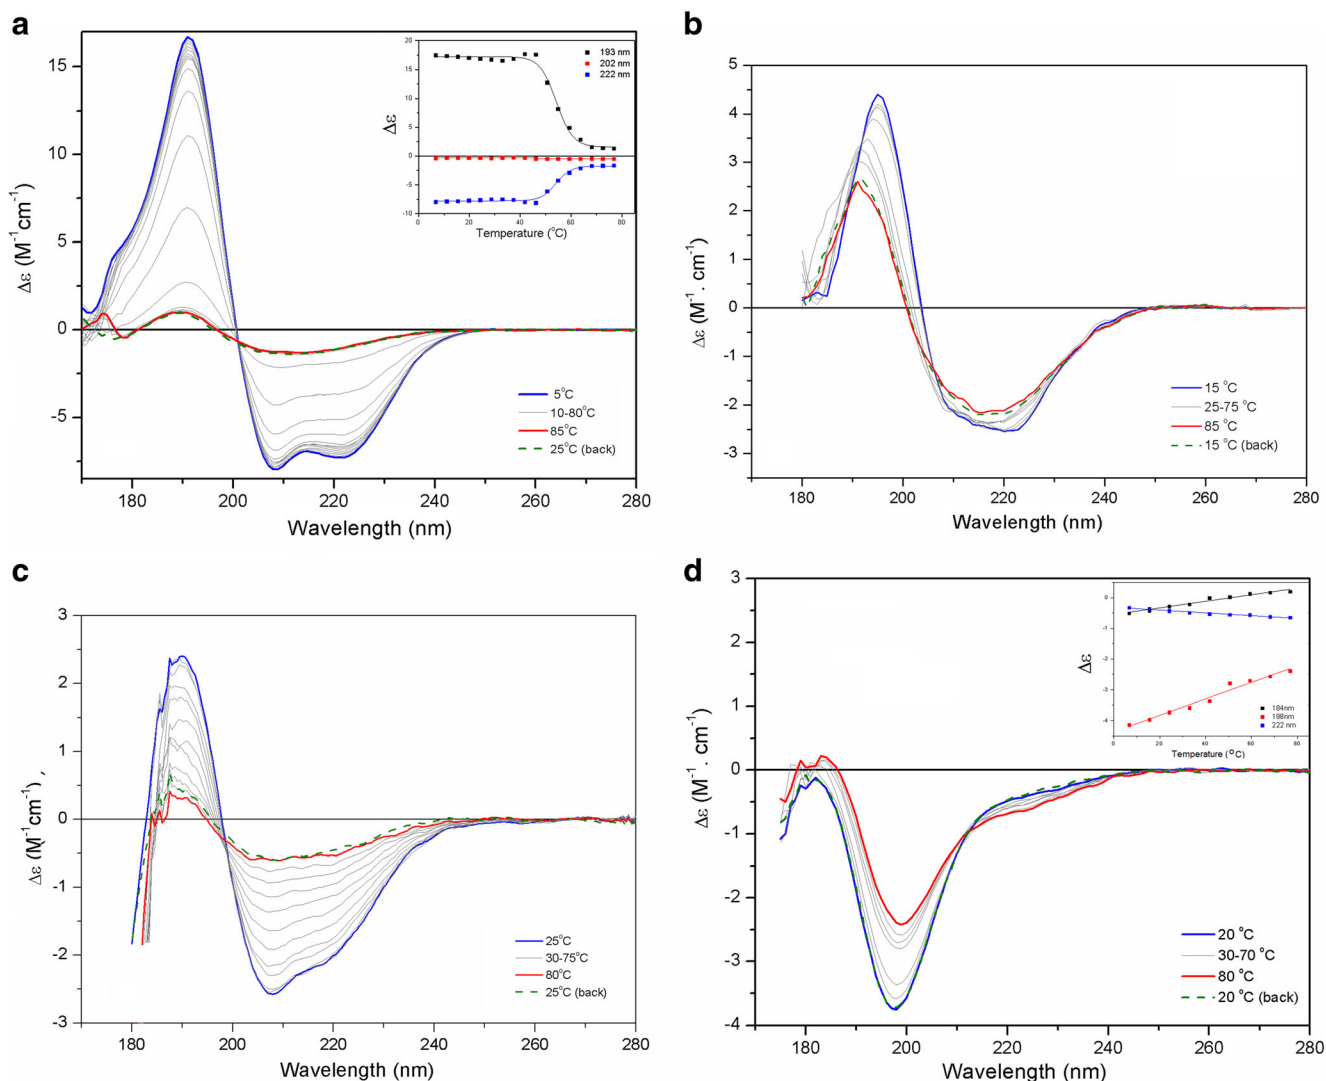 a
15
10
5
0
-5
Δε (M⁻¹cm⁻¹)
180 200 220 240 260 280
Wavelength (nm)
5°C
10-80°C
85°C
25°C (back)
20
15
10
5
0
-5
-10
Δε
0 20 40 60 80
Temperature (°C)
193 nm
202 nm
222 nm
b
5
4
3
2
1
0
-1
-2
-3
Δε (M⁻¹. cm⁻¹)
180 200 220 240 260 280
Wavelength (nm)
15 °C
25-75 °C
85 °C
15 °C (back)
c
3
2
1
0
-1
-2
-3
Δε (M⁻¹cm⁻¹) ,
180 200 220 240 260 280
Wavelength (nm)
25°C
30-75°C
80°C
25°C (back)
d
3
2
1
0
-1
-2
-3
-4
Δε (M⁻¹. cm⁻¹)
180 200 220 240 260 280
Wavelength (nm)
20 °C
30-70 °C
80 °C
20 °C (back)
0
-1
-2
-3
-4
Δε
0 20 40 60 80
Temperature (°C)
184nm
198nm
222 nm